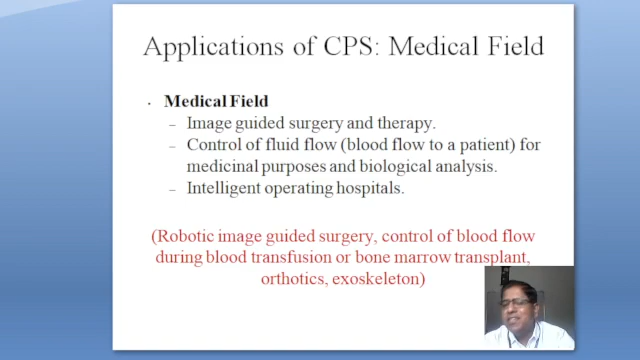 Applications of CPS: Medical Field
• Medical Field
– Image guided surgery and therapy.
– Control of fluid flow (blood flow to a patient) for
medicinal purposes and biological analysis.
– Intelligent operating hospitals.
(Robotic image guided surgery, control of blood flow
during blood transfusion or bone marrow transplant,
orthotics, exoskeleton)